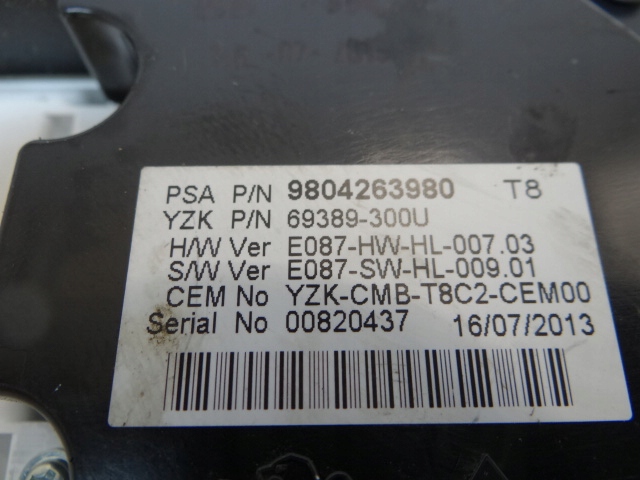 PSA P/N 9804263980 T8
YZK P/N 69389-300U
H/W Ver E087-HW-HL-007.03
S/W Ver E087-SW-HL-009.01
CEM No YZK-CMB-T8C2-CEM00
Serial No 00820437 16/07/2013